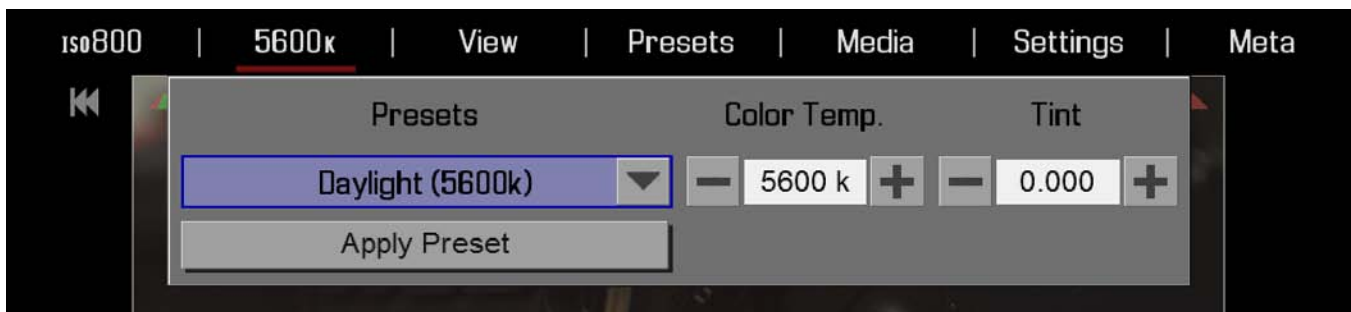 ISO800 | 5600K | View | Presets | Media | Settings | Meta
Presets Color Temp. Tint
Daylight (5600k) 5600 k 0.000
Apply Preset